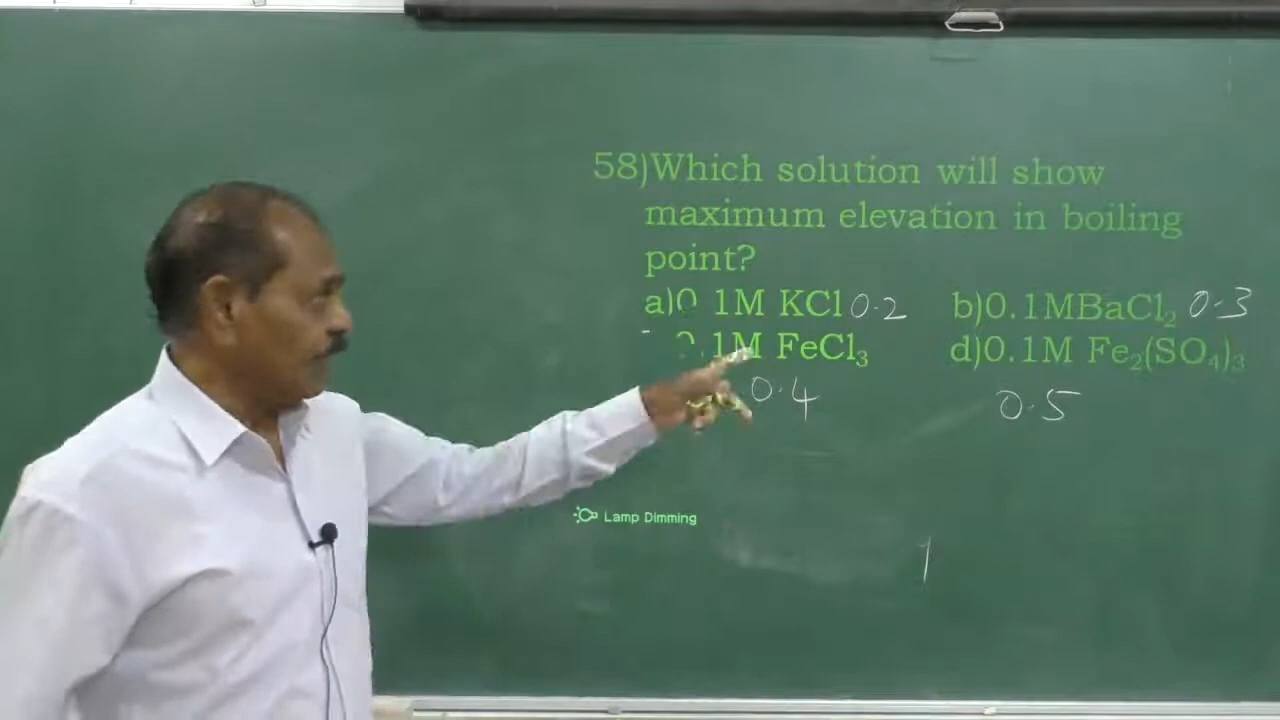 58)Which solution will show
maximum elevation in boiling
point?
a)0 1M KCl 0.2 b)0.1MBaCl₂ 0.3
.1M FeCl₃ d)0.1M Fe₂(SO₄)₃
0.4 0.5
Lamp Dimming